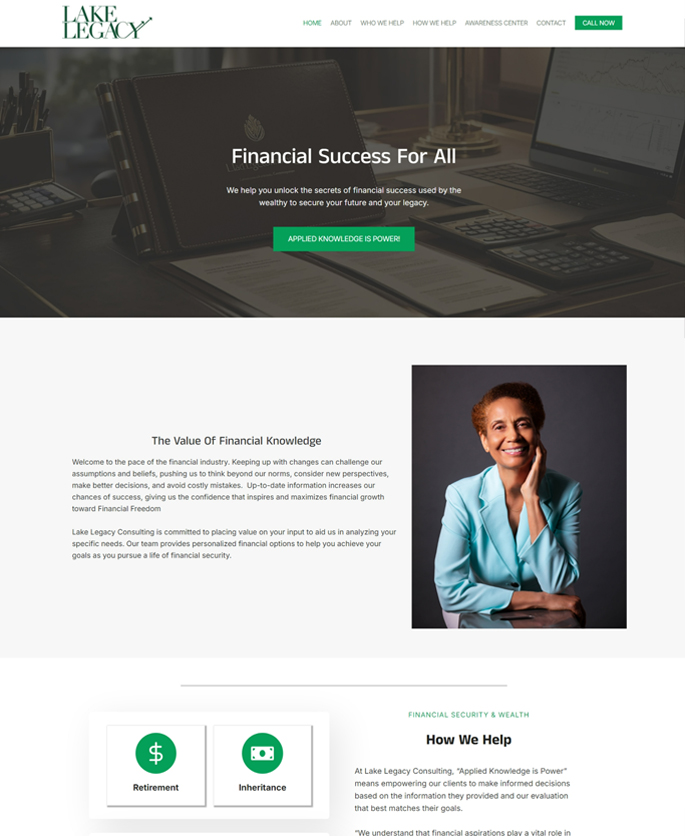 LAKE
LEGACY
HOME ABOUT WHO WE HELP HOW WE HELP AWARENESS CENTER CONTACT CALL NOW
Financial Success For All
We help you unlock the secrets of financial success used by the
wealthy to secure your future and your legacy.
APPLIED KNOWLEDGE IS POWER!
The Value Of Financial Knowledge
Welcome to the pace of the financial industry. Keeping up with changes can challenge our
assumptions and beliefs, pushing us to think beyond our norms, consider new perspectives,
make better decisions, and avoid costly mistakes.  Up-to-date information increases our
chances of success, giving us the confidence that inspires and maximizes financial growth
toward Financial Freedom
Lake Legacy Consulting is committed to placing value on your input to aid us in analyzing your
specific needs. Our team provides personalized financial options to help you achieve your
goals as you pursue a life of financial security.
Retirement
Inheritance
FINANCIAL SECURITY & WEALTH
How We Help
At Lake Legacy Consulting, "Applied Knowledge is Power"
means empowering our clients to make informed decisions
based on the information they provided and our evaluation
that best matches their goals.
"We understand that financial aspirations play a vital role in